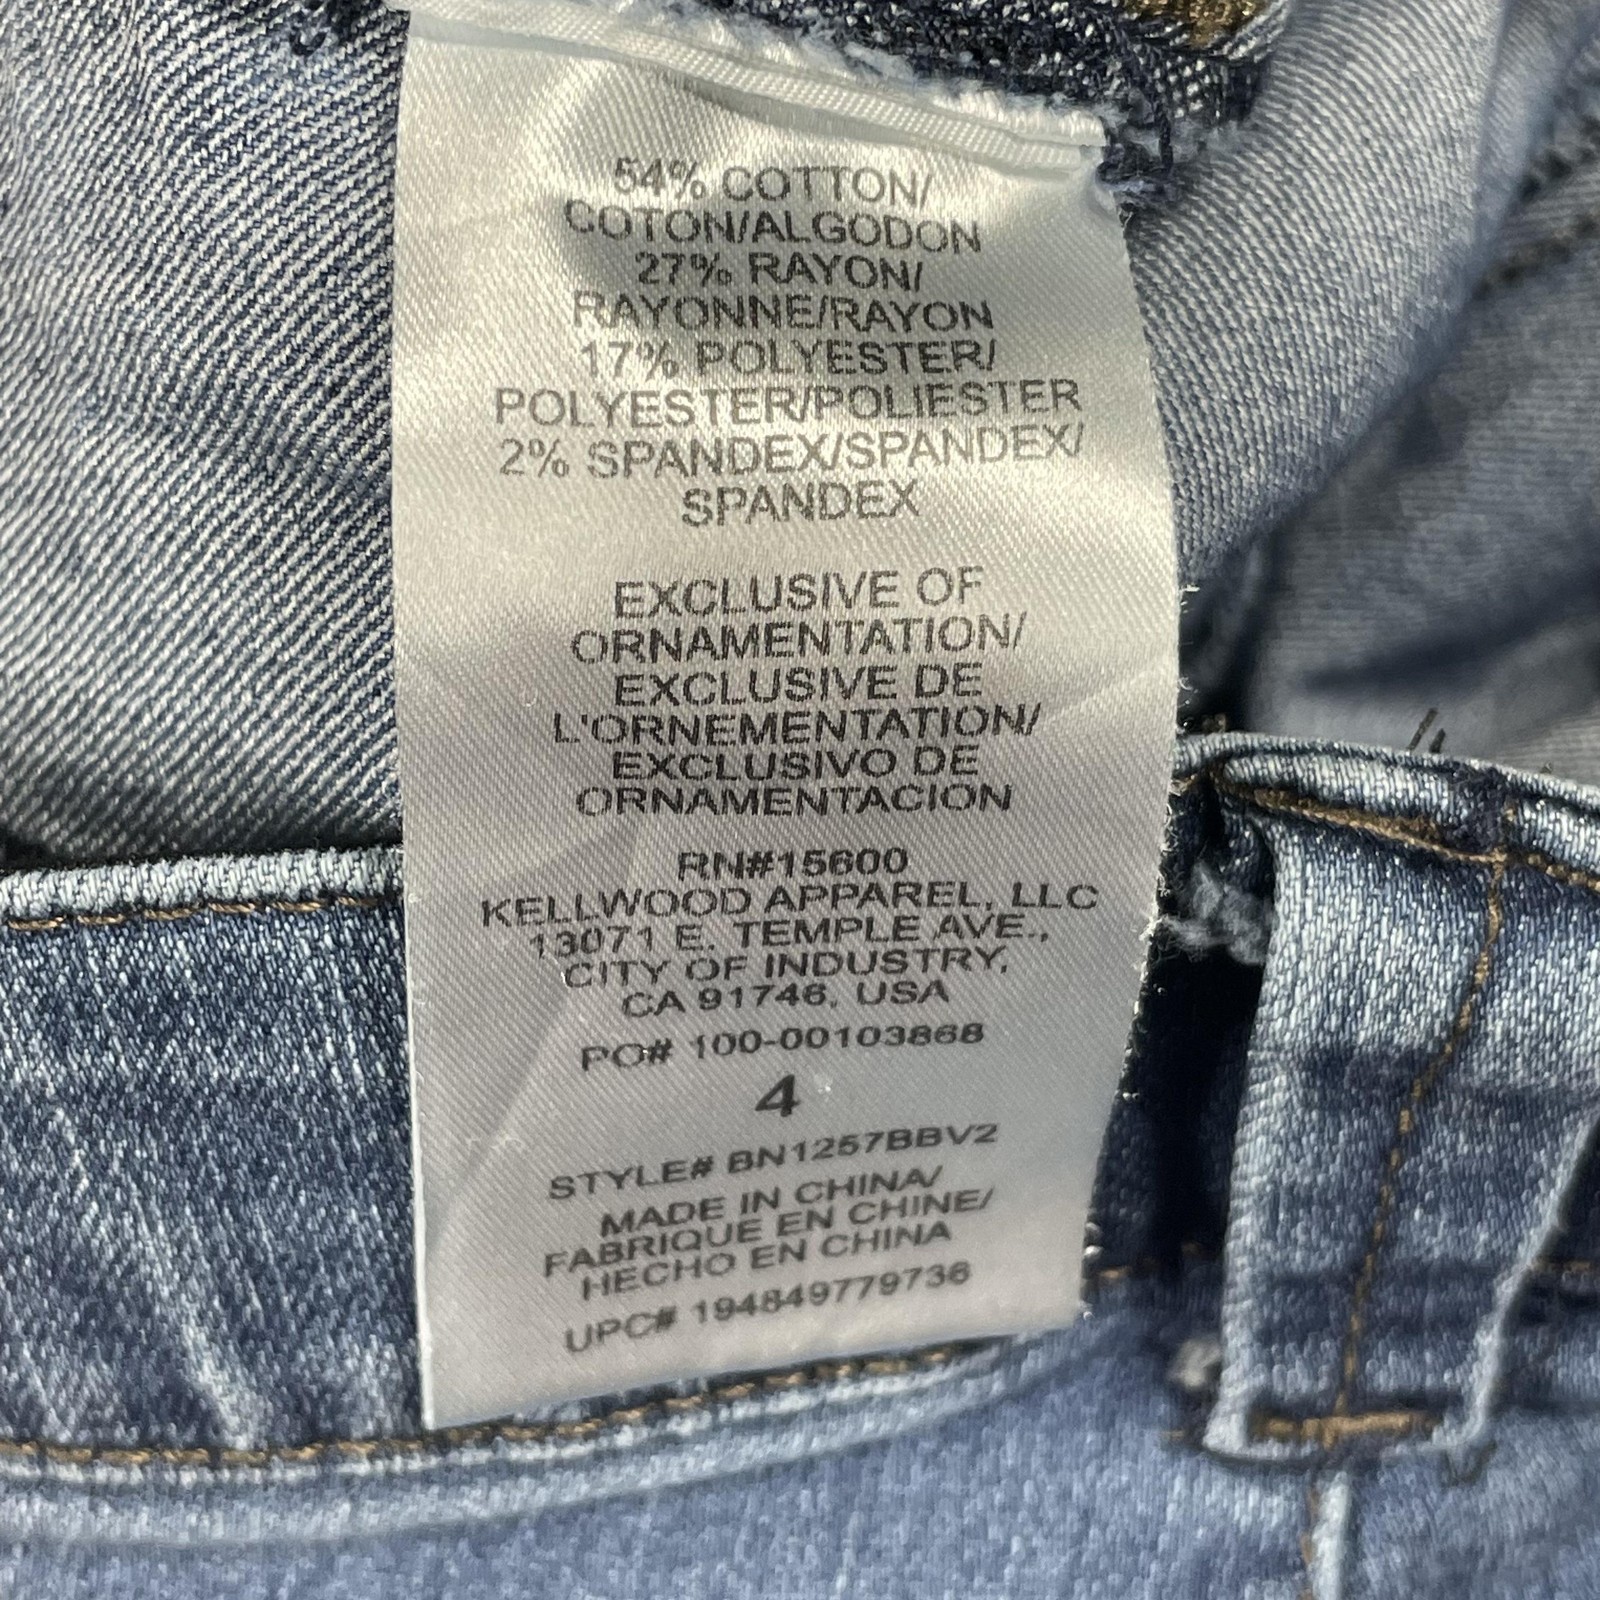 54% COTTON/
COTON/ALGODON
27% RAYON/
RAYONNE/RAYON
17% POLYESTER/
POLYESTER/POLIESTER
2% SPANDEX/SPANDEX/
SPANDEX
EXCLUSIVE OF
ORNAMENTATION/
EXCLUSIVE DE
L'ORNEMENTATION/
EXCLUSIVO DE
ORNAMENTACION
RN#15600
KELLWOOD APPAREL, LLC
13071 E. TEMPLE AVE.,
CITY OF INDUSTRY,
CA 91746, USA
PO# 100-00103868
4
STYLE# BN1257BBV2
MADE IN CHINA/
FABRIQUE EN CHINE/
HECHO EN CHINA
UPC# 194849779736